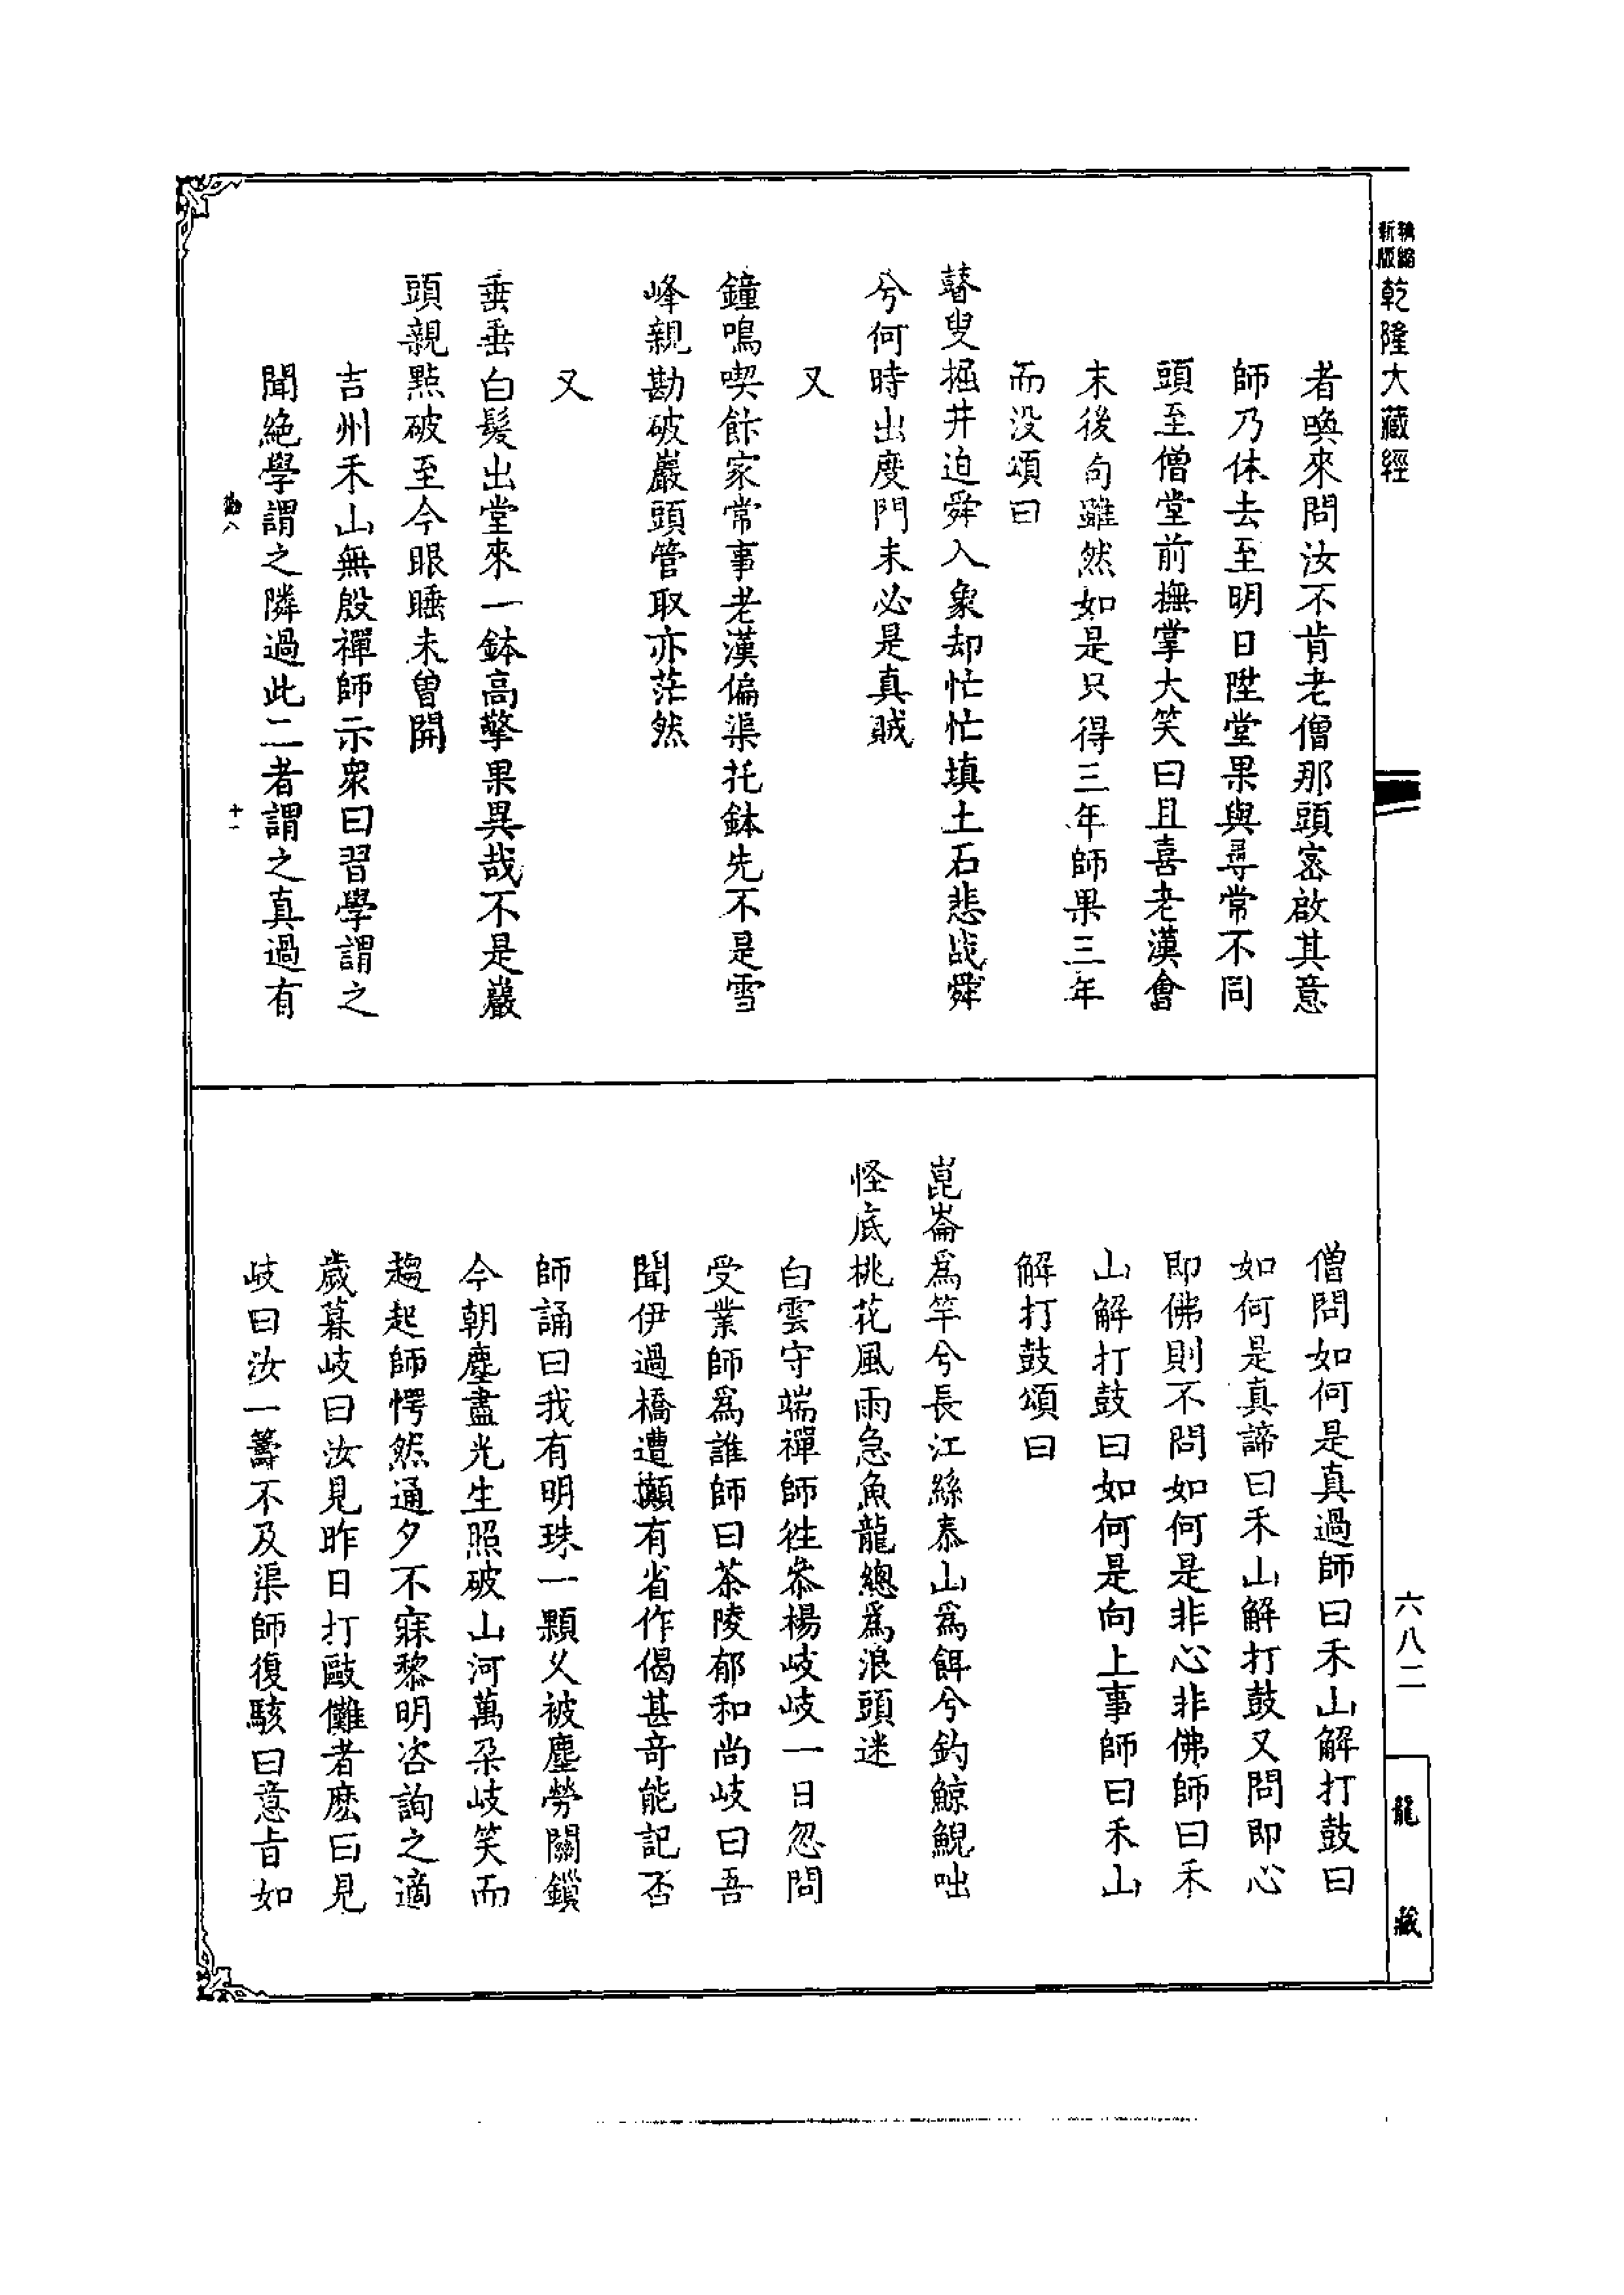 新版
精縮
乾隆大藏經
者喚來問汝不肯老僧那頭密啟其意
師乃休去至明日陞堂果與尋常不同
頭至僧堂前撫掌大笑曰且喜老漢會
末後句雖然如是只得三年師果三年
而没頌曰
瞽叟掘井迫舜入象却忙忙填土石悲哉舜
兮何時出度門未必是真賊
又
鐘鳴喫飰家常事老漢偏渠托鉢先不是雪
峰親勘破巖頭管取亦茫然
又
垂垂白髮出堂來一鉢高擎果異哉不是巖
頭親㸃破至今眼睡未曾開
吉州禾山無殷禪師示衆曰習學謂之
聞絶學謂之隣過此二者謂之真過有
十一
僧問如何是真過師曰禾山解打鼓曰
如何是真諦曰禾山解打鼓又問即心
即佛則不問如何是非心非佛師曰禾
山解打鼓曰如何是向上事師曰禾山
解打鼓頌曰
崑崙爲竿兮長江絲泰山爲餌兮釣鯨鯢咄
怪底桃花風雨急魚龍總爲浪頭迷
白雲守端禪師徃叅楊岐岐一日忽問
受業師爲誰師曰茶陵郁和尚岐曰吾
聞伊過橋遭攧有省作偈甚竒能記否
師誦曰我有明珠一顆乆被塵勞關鎖
今朝塵盡光生照破山河萬朶岐笑而
趨起師愕然通夕不寐黎明咨詢之適
歲暮岐曰汝見昨日打敺儺者麽曰見
岐曰汝一籌不及渠師復駭曰意㫖如
六八二
龍藏